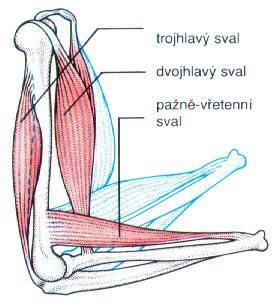 trojhlavý sval
dvojhlavý sval
pažně-vřetenní
sval